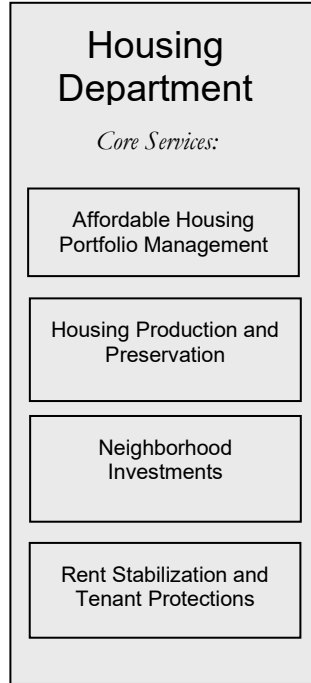 Housing
Department
Core Services:
Affordable Housing
Portfolio Management
Housing Production and
Preservation
Neighborhood
Investments
Rent Stabilization and
Tenant Protections